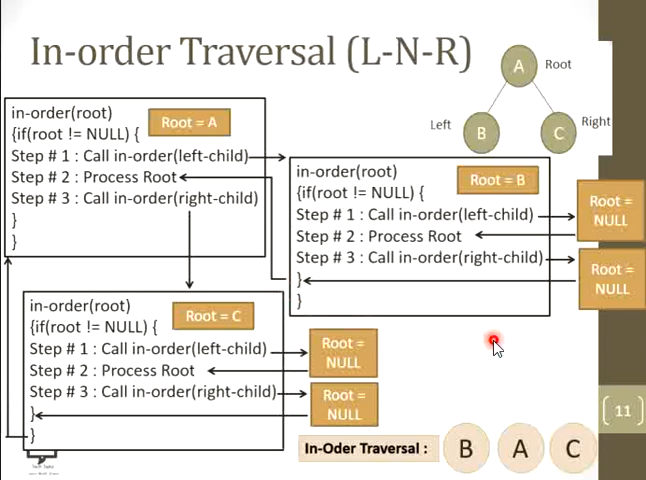 In-order Traversal (L-N-R)
A
Root
Left
B
C
Right
in-order(root)
{if(root != NULL) {
Root = A
Step # 1 : Call in-order(left-child)
Step # 2 : Process Root
Step # 3 : Call in-order(right-child)
}
}
in-order(root)
{if(root != NULL) {
Root = B
Step # 1 : Call in-order(left-child)
Step # 2 : Process Root
Step # 3 : Call in-order(right-child)
}
}
Root =
NULL
Root =
NULL
in-order(root)
{if(root != NULL) {
Root = C
Step # 1 : Call in-order(left-child)
Step # 2 : Process Root
Step # 3 : Call in-order(right-child)
}
}
Root =
NULL
Root =
NULL
11
In-Oder Traversal :
B
A
C